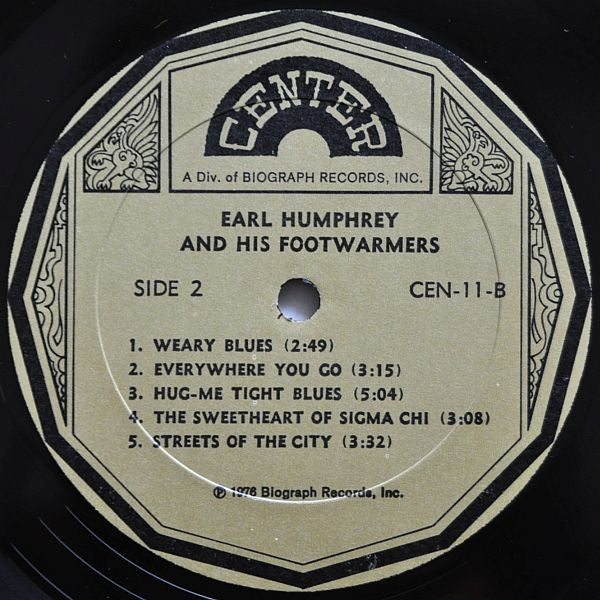 CENTER
A Div. of BIOGRAPH RECORDS, INC.
EARL HUMPHREY
AND HIS FOOTWARMERS
SIDE 2 CEN-11-B
1. WEARY BLUES (2:49)
2. EVERYWHERE YOU GO (3:15)
3. HUG-ME TIGHT BLUES (5:04)
4. THE SWEETHEART OF SIGMA CHI (3:08)
5. STREETS OF THE CITY (3:32)
℗ 1976 Biograph Records, Inc.